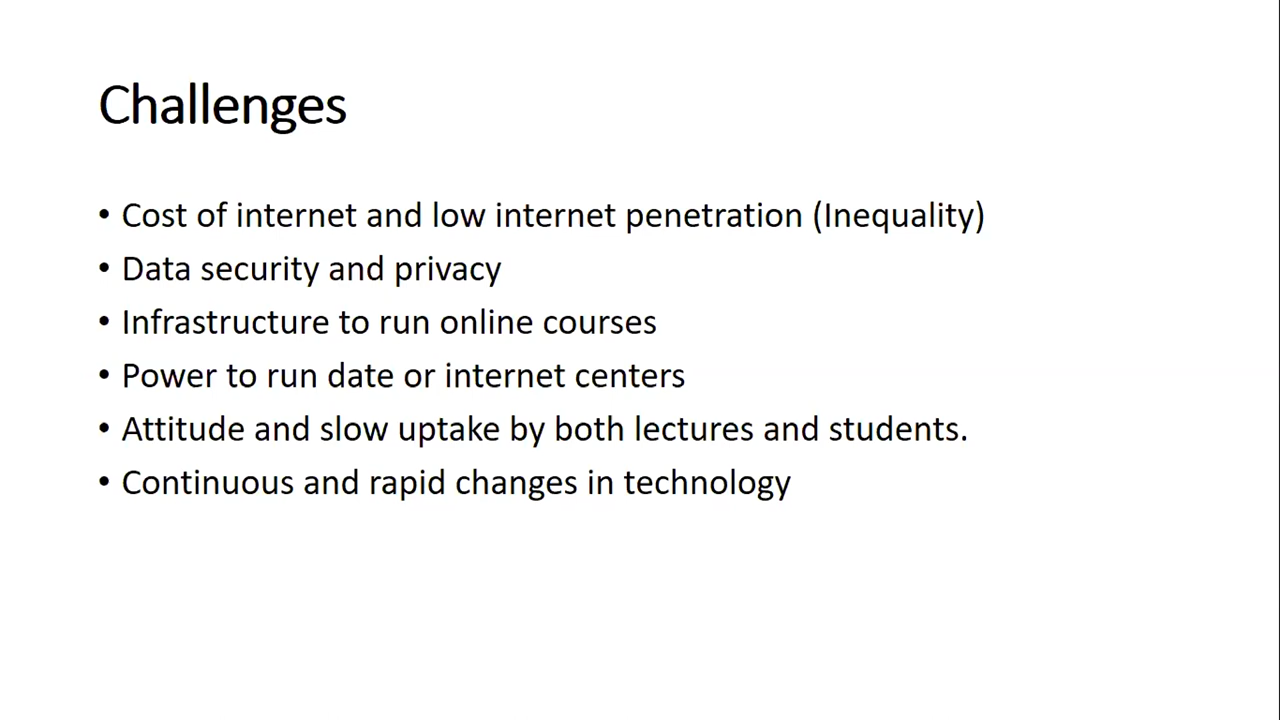 Challenges
• Cost of internet and low internet penetration (Inequality)
• Data security and privacy
• Infrastructure to run online courses
• Power to run date or internet centers
• Attitude and slow uptake by both lectures and students.
• Continuous and rapid changes in technology